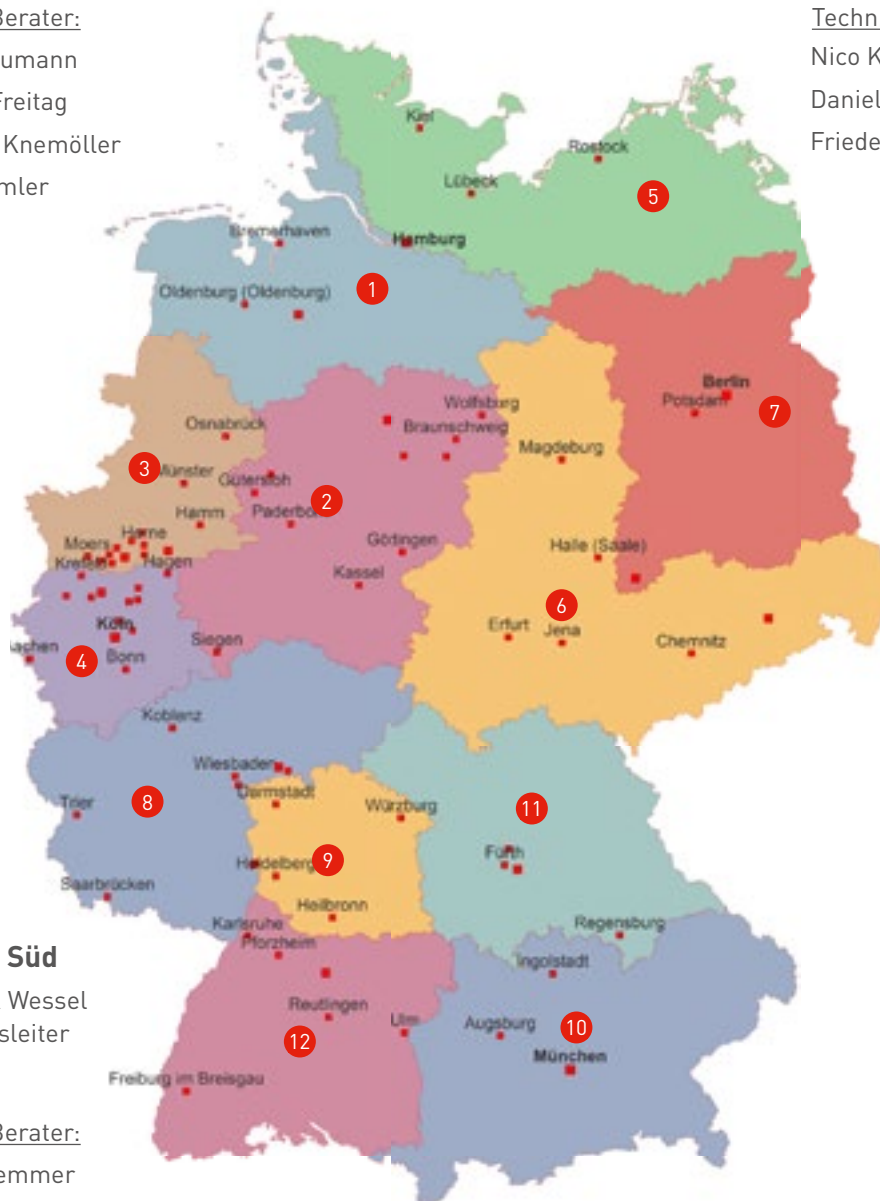 Berater:
umann
Freitag
Knemöller
mler
Techn
Nico K
Daniel
Friede
Kiel
Rostock
Lübeck
5
Bremerhaven
Hamburg
Oldenburg (Oldenburg)
1
Berlin
Potsdam
7
Wolfsburg
Osnabrück
Braunschweig
Magdeburg
3
Münster
Gütersloh
2
Hamm
Paderbo
Herne
Moers
Göttingen
Halle (Saale)
Krefeld
Hagen
Kassel
6
Köln
Erfurt
Jena
Chemnitz
Siegen
Aachen
4
Bonn
Koblenz
Wiesbaden
Darmstadt
Würzburg
8
11
Trier
Fürth
Heidelberg
9
Saarbrücken
Heilbronn
Karlsruhe
Regensburg
Pforzheim
Süd
Ingolstadt
Wessel
Reutlingen
sleiter
Ulm
Augsburg
10
12
München
Freiburg im Breisgau
Berater:
emmer